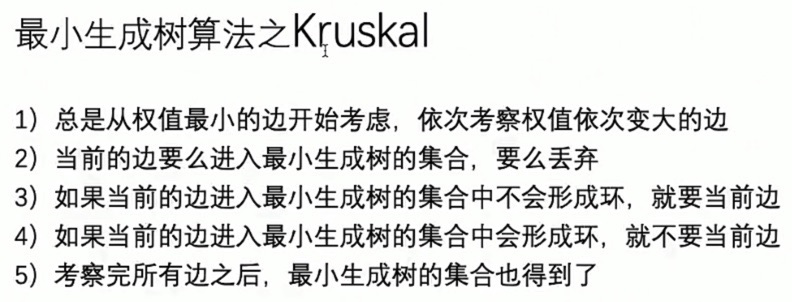 最小生成树算法之Kruskal
1）总是从权值最小的边开始考虑，依次考察权值依次变大的边
2）当前的边要么进入最小生成树的集合，要么丢弃
3）如果当前的边进入最小生成树的集合中不会形成环，就要当前边
4）如果当前的边进入最小生成树的集合中会形成环，就不要当前边
5）考察完所有边之后，最小生成树的集合也得到了